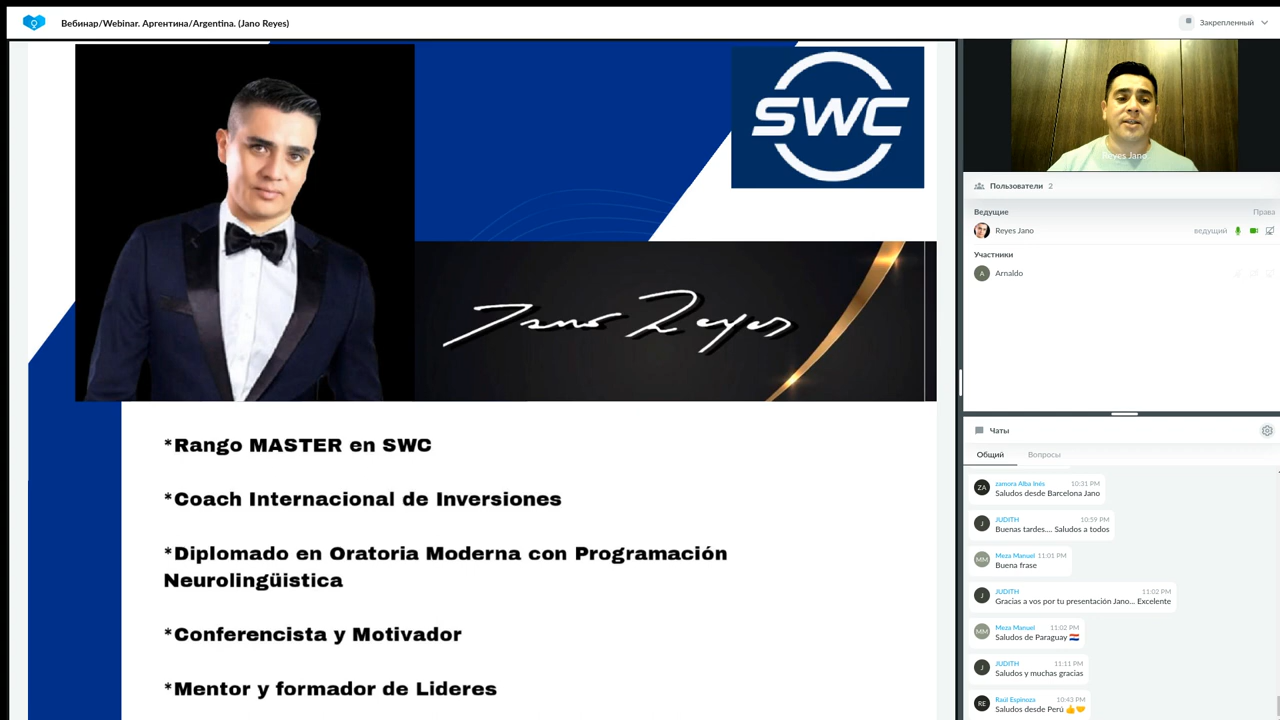 Вебинар/Webinar. Аргентина/Argentina. (Jano Reyes)
Закрепленный
SWC
Jano Reyes
*Rango MASTER en SWC
*Coach Internacional de Inversiones
*Diplomado en Oratoria Moderna con Programación
Neurolingüistica
*Conferencista y Motivador
*Mentor y formador de Lideres
Reyes Jano
Пользователи 2
Ведущие Права
Reyes Jano ведущий
Участники
A Arnaldo
Чаты
Общий Вопросы
ZA zamora Alba Inés 10:31 PM
Saludos desde Barcelona Jano
J JUDITH 10:59 PM
Buenas tardes.... Saludos a todos
MM Meza Manuel 11:01 PM
Buena frase
J JUDITH 11:02 PM
Gracias a vos por tu presentación Jano... Excelente
MM Meza Manuel 11:02 PM
Saludos de Paraguay 🇵🇾
J JUDITH 11:11 PM
Saludos y muchas gracias
RE Raúl Espinoza 10:43 PM
Saludos desde Perú 👍🤝